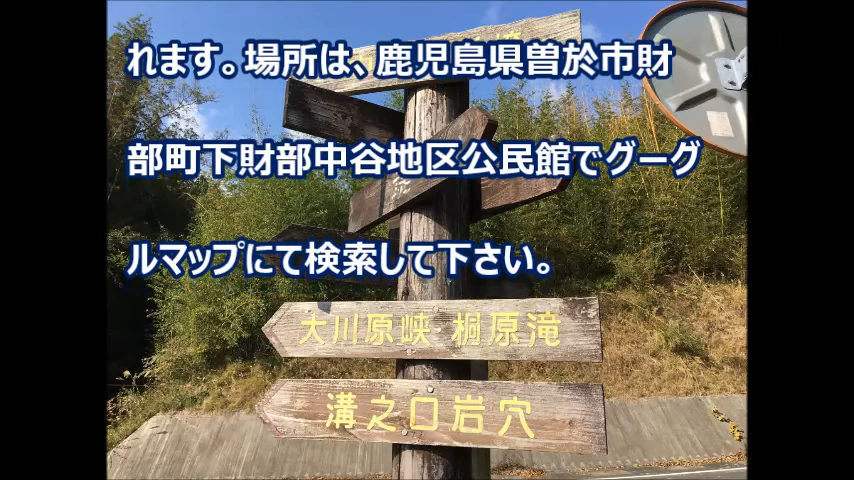 れます。場所は、鹿児島県曽於市財
部町下財部中谷地区公民館でグーグ
ルマップにて検索して下さい。
大川原峡 桐原滝
溝之口岩穴